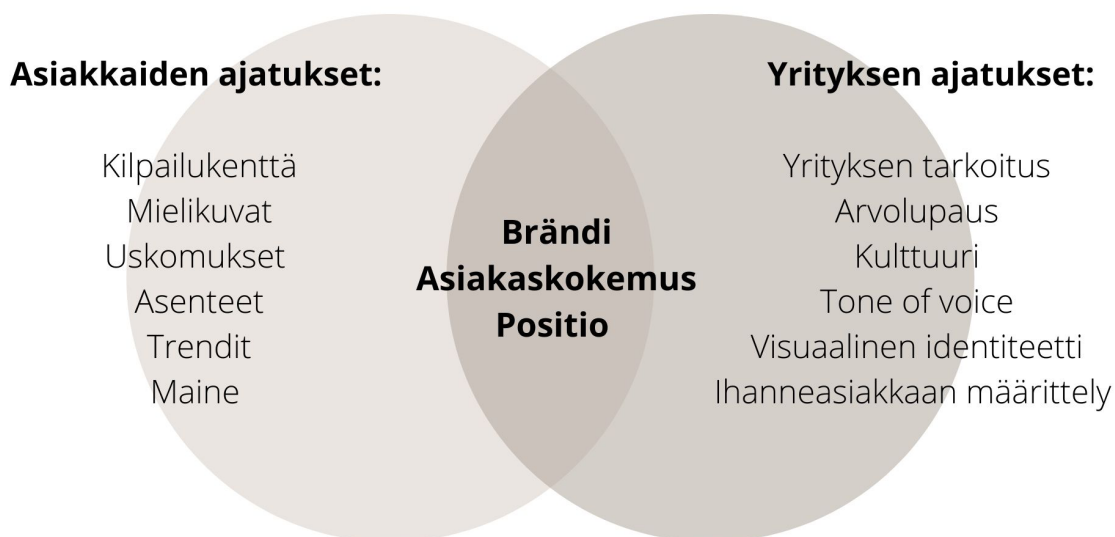 Asiakkaiden ajatukset:
Kilpailukenttä
Mielikuvat
Uskomukset
Asenteet
Trendit
Maine
Brändi
Asiakaskokemus
Positio
Yrityksen ajatukset:
Yrityksen tarkoitus
Arvolupaus
Kulttuuri
Tone of voice
Visuaalinen identiteetti
Ihanneasiakkaan määrittely